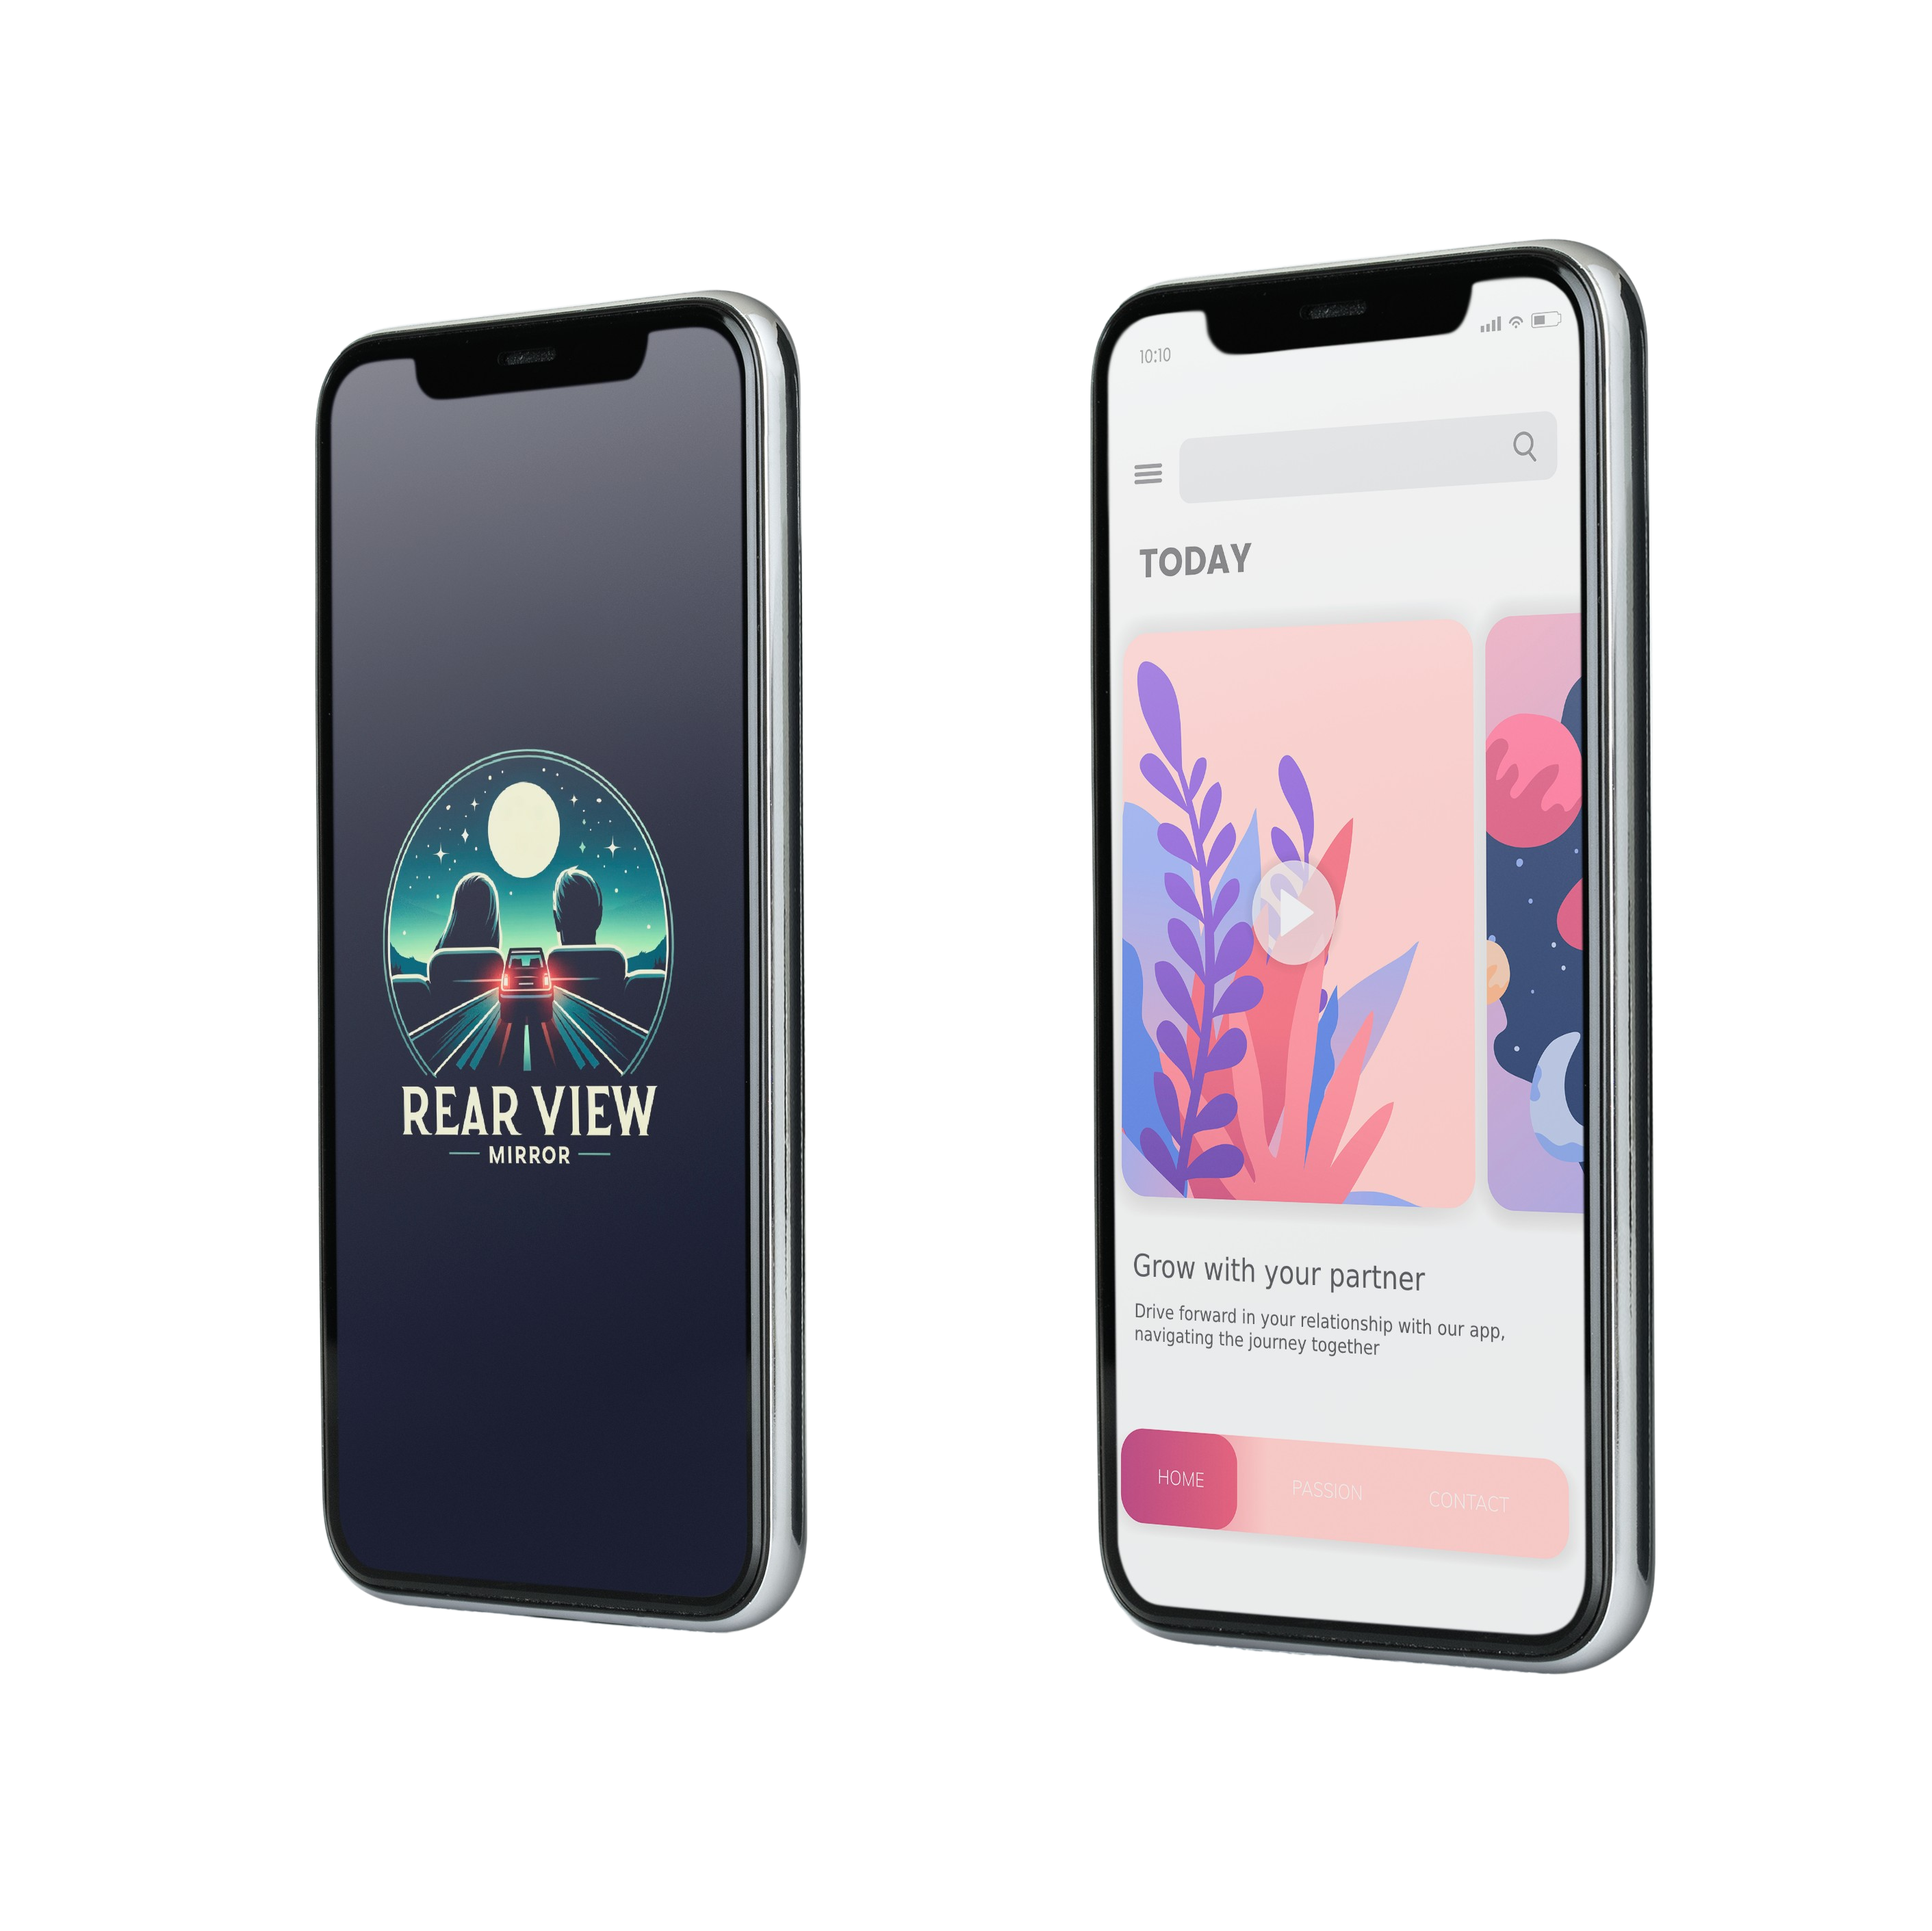 REAR VIEW
MIRROR
10:10
TODAY
Grow with your partner
Drive forward in your relationship with our app,
navigating the journey together
HOME
PASSION
CONTACT